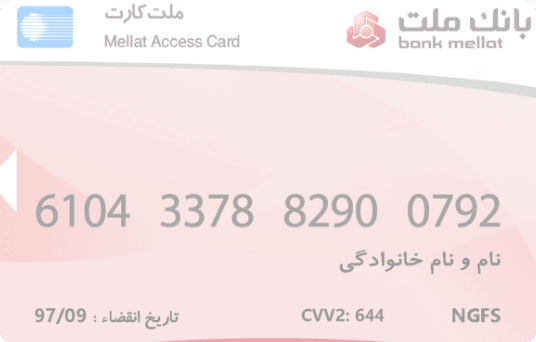 ملت کارت
Mellat Access Card
بانک ملت
bank mellat
6104 3378 8290 0792
نام و نام خانوادگی
تاریخ انقضاء : 97/09
CVV2: 644
NGFS